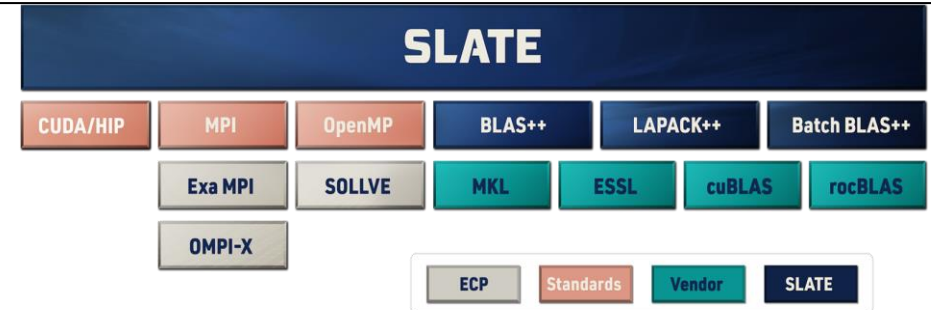 SLATE
CUDA/HIP MPI OpenMP BLAS++ LAPACK++ Batch BLAS++
Exa MPI SOLLVE MKL ESSL cuBLAS rocBLAS
OMPI-X
ECP Standards Vendor SLATE